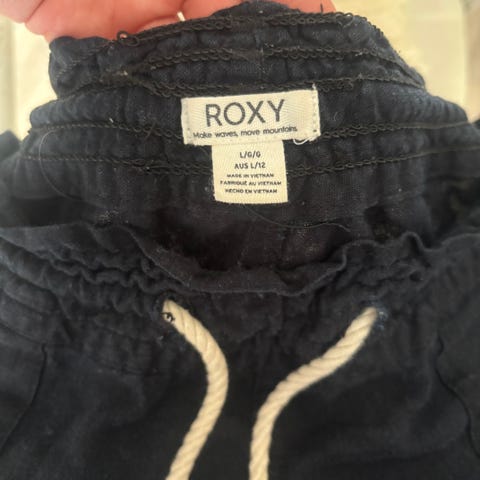 ROXY
Make waves, move mountains.
L/G/G
AUS L/12
MADE IN VIETNAM
FABRIQUÉ AU VIETNAM
HECHO EN VIETNAM